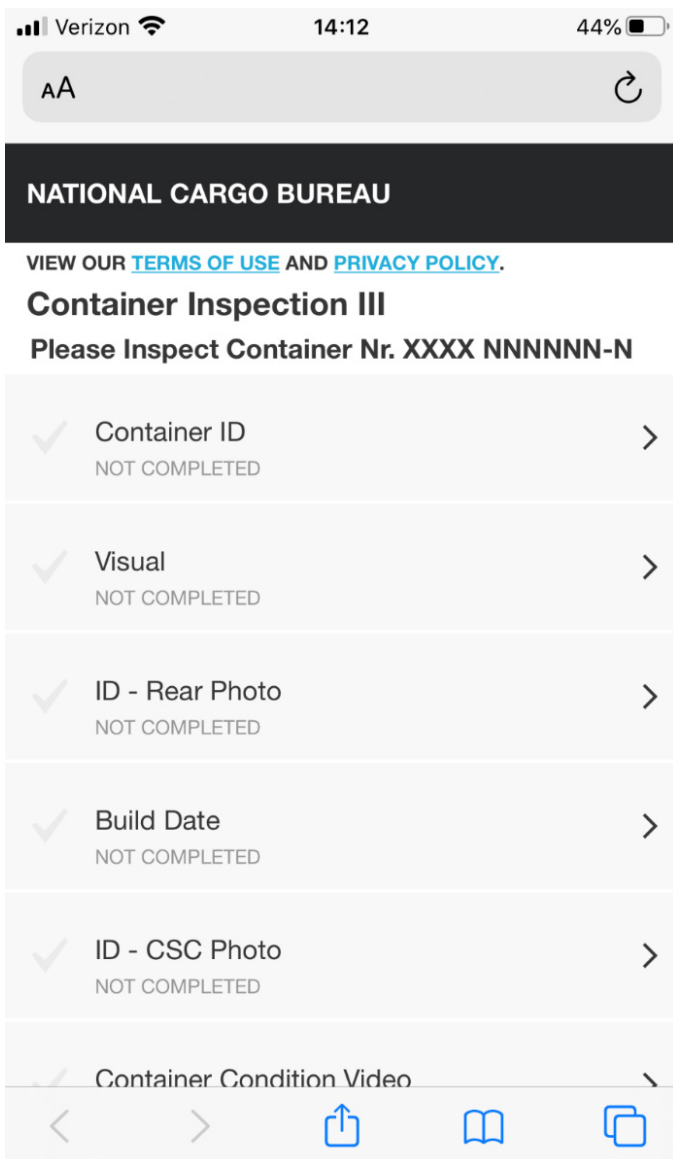 Verizon 14:12 44%
AA
NATIONAL CARGO BUREAU
VIEW OUR TERMS OF USE AND PRIVACY POLICY.
Container Inspection III
Please Inspect Container Nr. XXXX NNNNNN-N
Container ID
NOT COMPLETED
Visual
NOT COMPLETED
ID - Rear Photo
NOT COMPLETED
Build Date
NOT COMPLETED
ID - CSC Photo
NOT COMPLETED
Container Condition Video